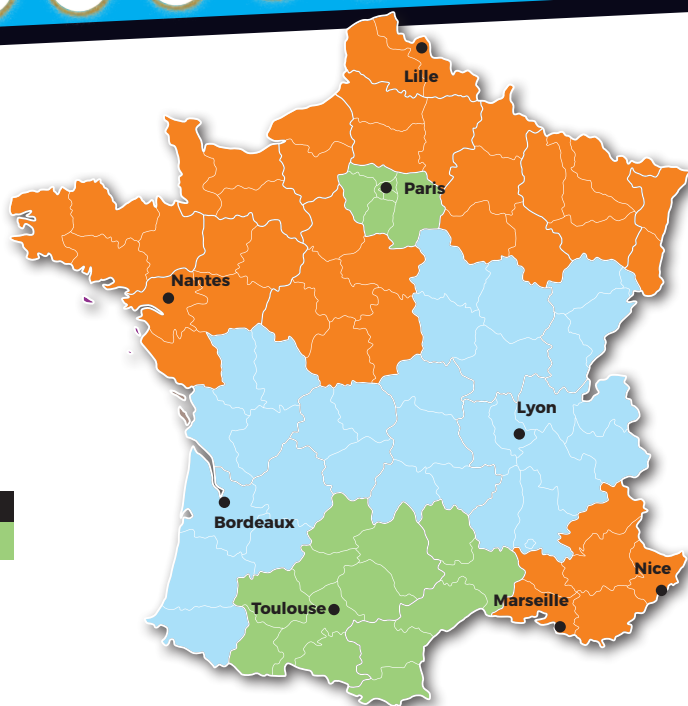 Lille
Paris
Nantes
Lyon
Bordeaux
Nice
Marseille
Toulouse